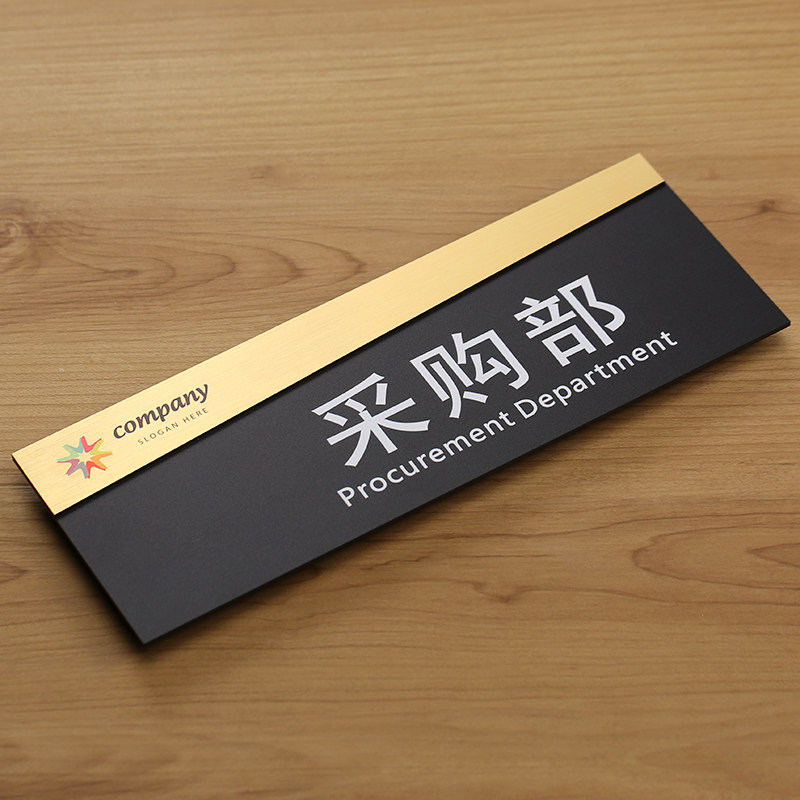 company
SLOGAN HERE
采购部
Procurement Department